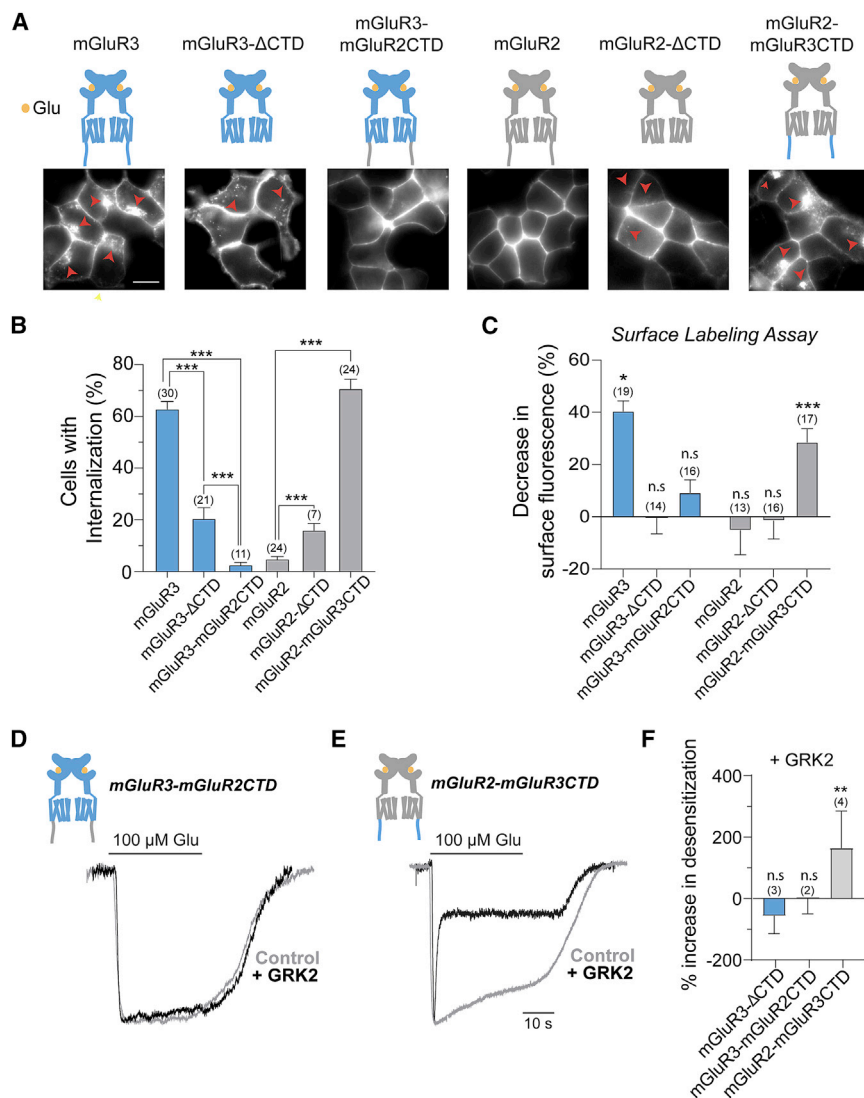 A
mGluR3
mGluR3-ΔCTD
mGluR3-
mGluR2CTD
mGluR2
mGluR2-ΔCTD
mGluR2-
mGluR3CTD
Glu
B
Cells with
Internalization (%)
80
60
40
20
0
***
***
***
***
***
(30)
(21)
(11)
(24)
(7)
(24)
mGluR3
mGluR3-ΔCTD
mGluR3-mGluR2CTD
mGluR2
mGluR2-ΔCTD
mGluR2-mGluR3CTD
C
Surface Labeling Assay
Decrease in
surface fluorescence (%)
60
40
20
0
-20
*
(19)
n.s
(14)
n.s
(16)
n.s
(13)
n.s
(16)
***
(17)
mGluR3
mGluR3-ΔCTD
mGluR3-mGluR2CTD
mGluR2
mGluR2-ΔCTD
mGluR2-mGluR3CTD
D
mGluR3-mGluR2CTD
100 µM Glu
Control
+ GRK2
E
mGluR2-mGluR3CTD
100 µM Glu
Control
+ GRK2
10 s
F
+ GRK2
% increase in desensitization
400
200
0
-200
n.s
(3)
n.s
(2)
**
(4)
mGluR3-ΔCTD
mGluR3-mGluR2CTD
mGluR2-mGluR3CTD